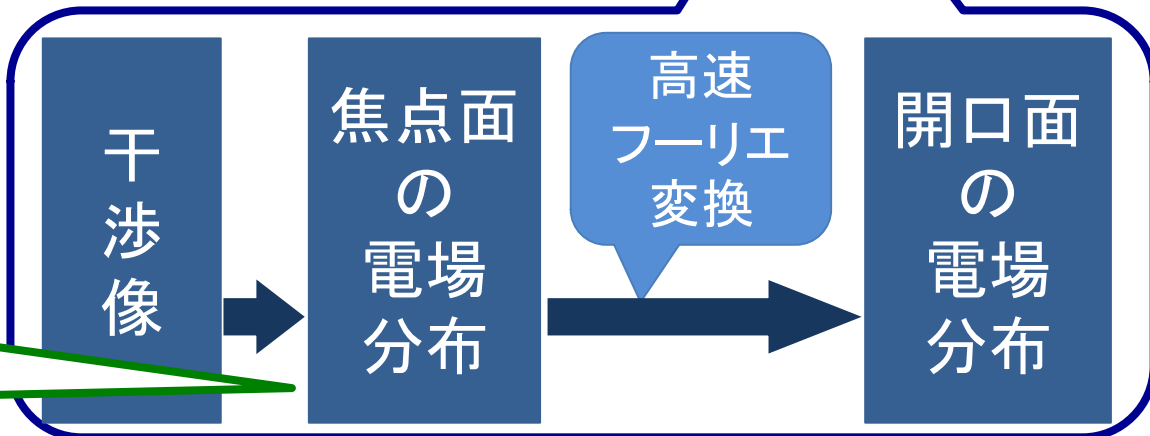 干
渉
像
焦点面
の
電場
分布
高速
フーリエ
変換
開口面
の
電場
分布